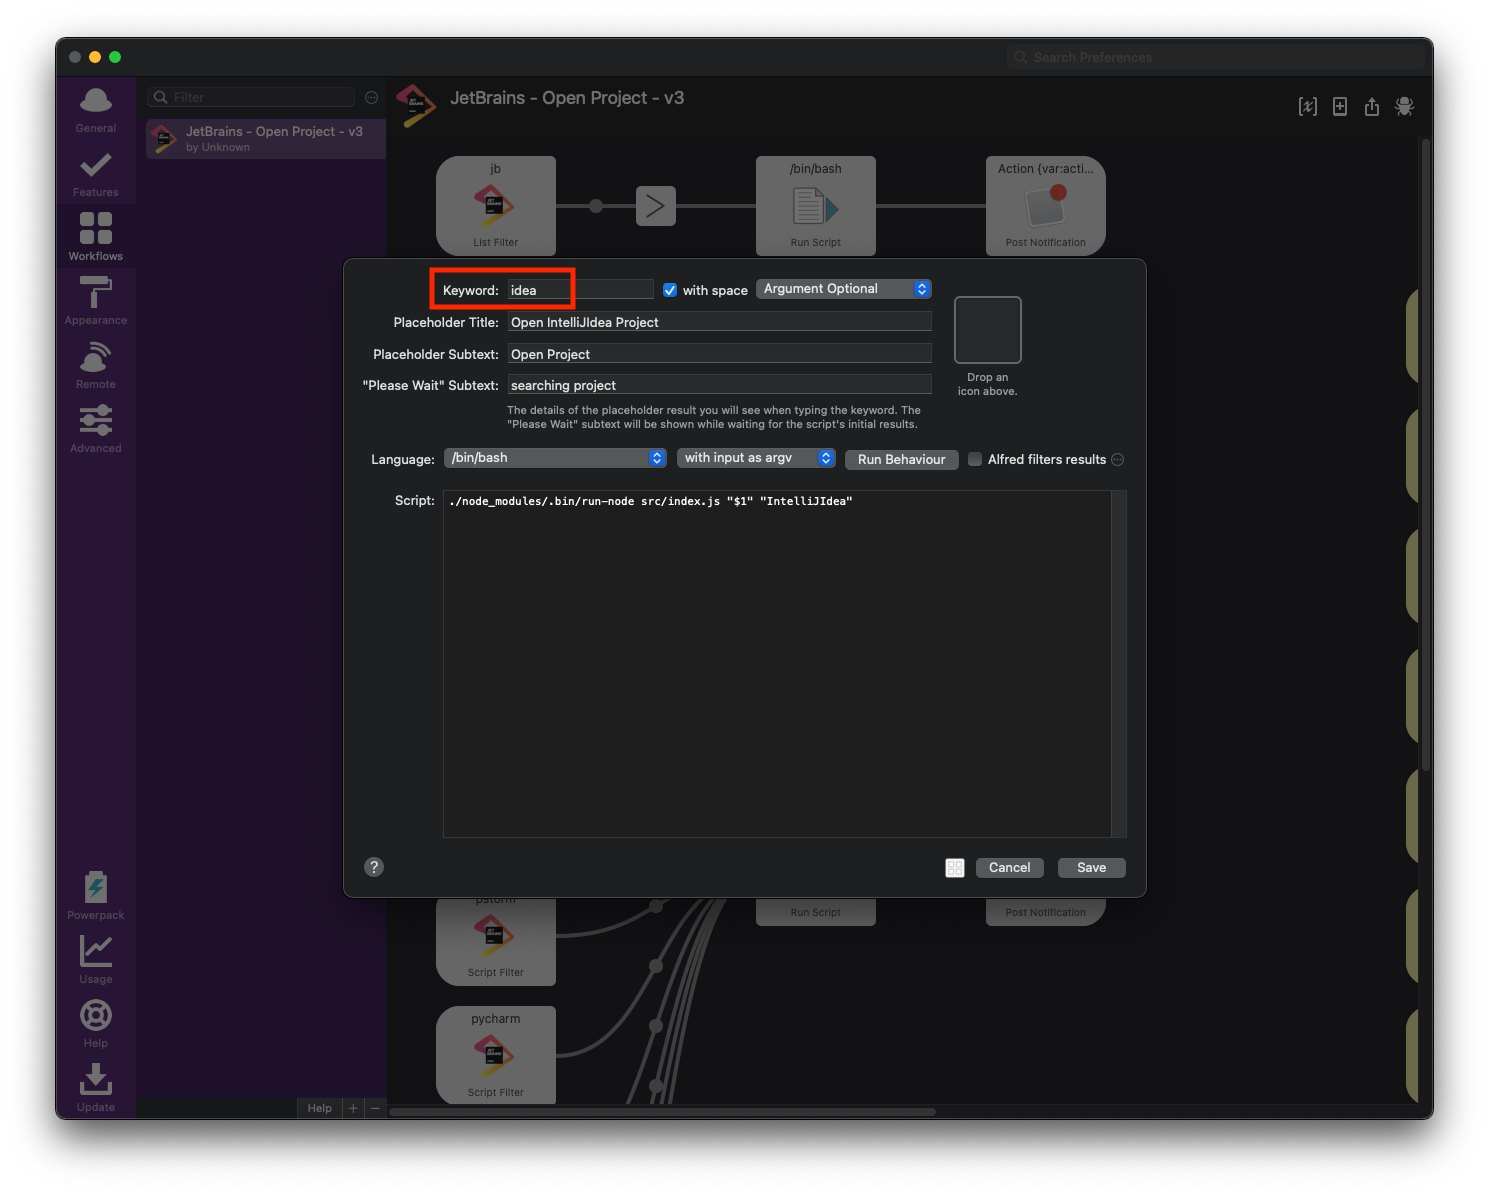 Search Preferences
General
Features
Workflows
Appearance
Remote
Advanced
Powerpack
Usage
Help
Update
Filter
JetBrains - Open Project - v3
by Unknown
Help + −
JetBrains - Open Project - v3
jb
List Filter
/bin/bash
Run Script
Action {var:acti...
Post Notification
Keyword: idea with space Argument Optional
Placeholder Title: Open IntelliJIdea Project
Placeholder Subtext: Open Project
"Please Wait" Subtext: searching project
Drop an
icon above.
The details of the placeholder result you will see when typing the keyword. The
"Please Wait" subtext will be shown while waiting for the script's initial results.
Language: /bin/bash with input as argv Run Behaviour Alfred filters results
Script: ./node_modules/.bin/run-node src/index.js "$1" "IntelliJIdea"
? Cancel Save
pstorm
Script Filter
Run Script
Post Notification
pycharm
Script Filter